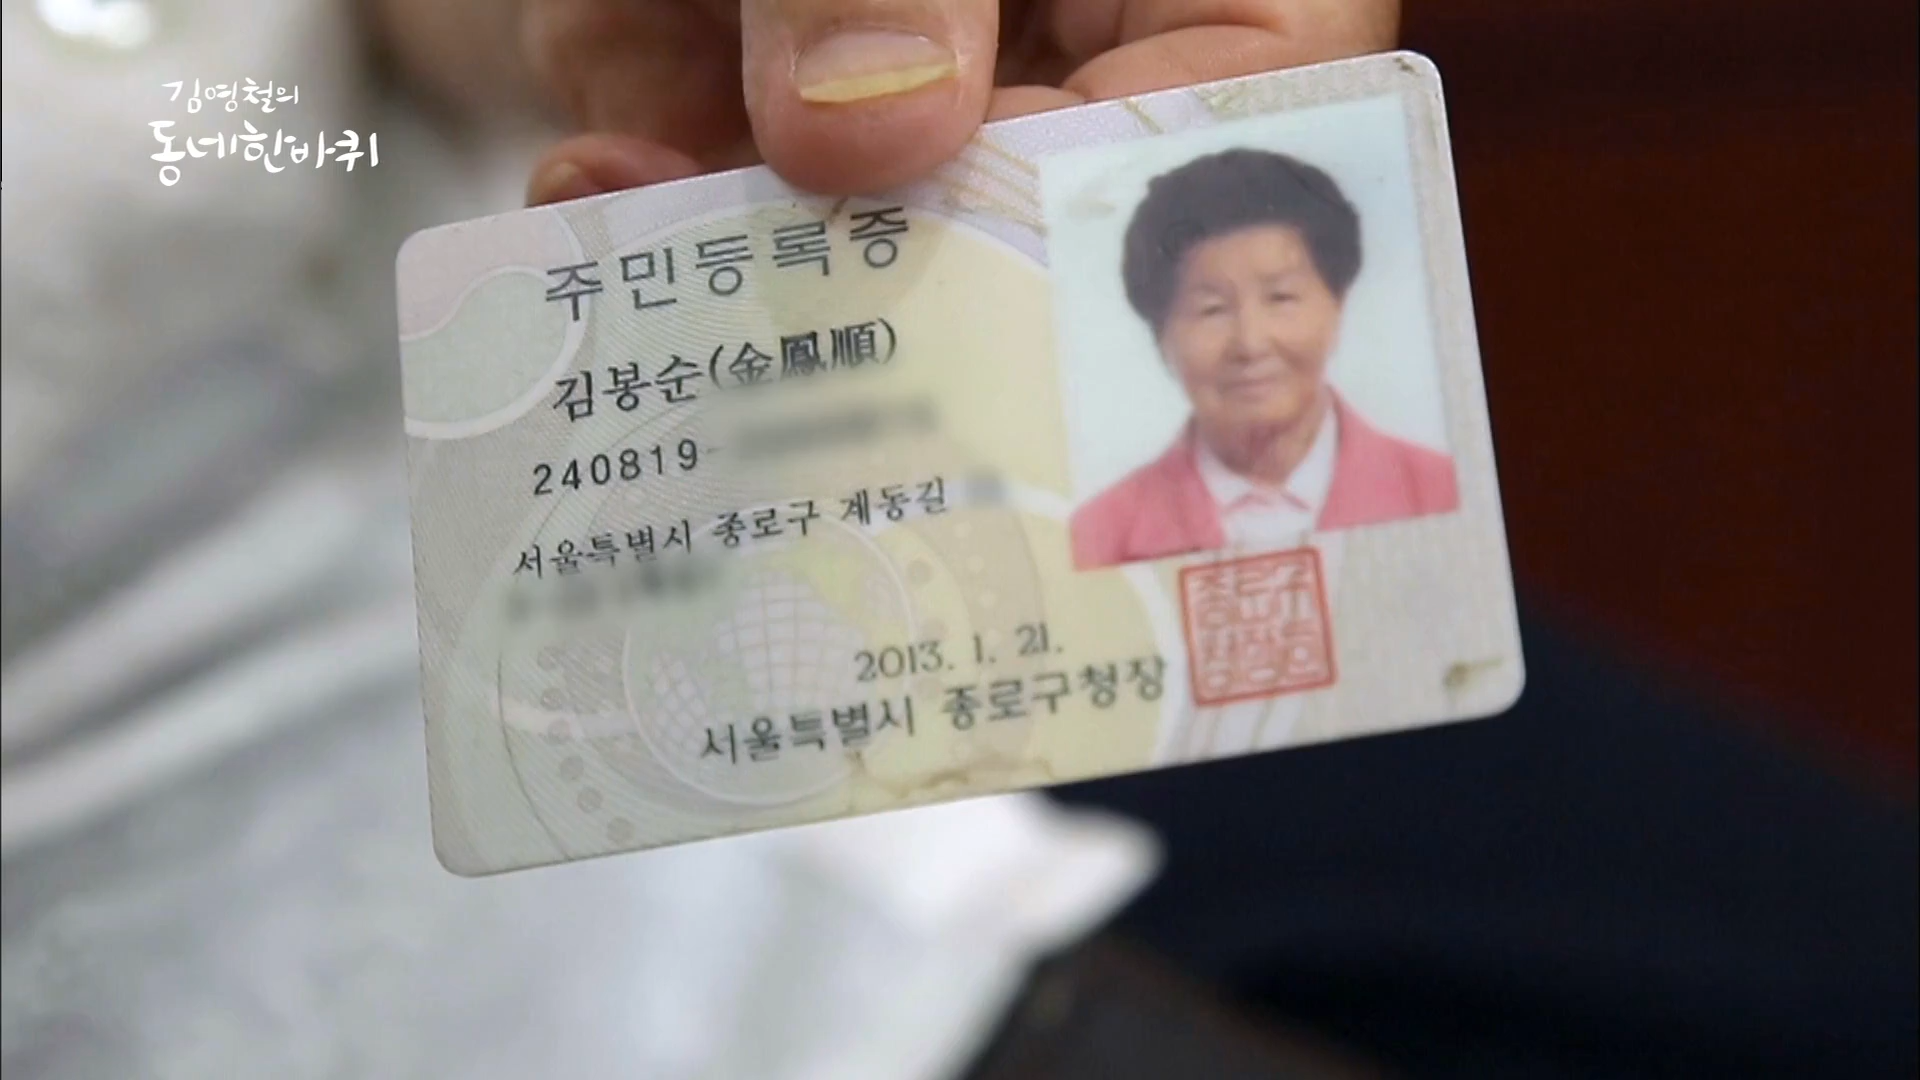 김영철의
동네한바퀴
주민등록증
김봉순(金鳳順)
240819-
서울특별시 종로구 계동길
2013. 1. 21.
서울특별시 종로구청장